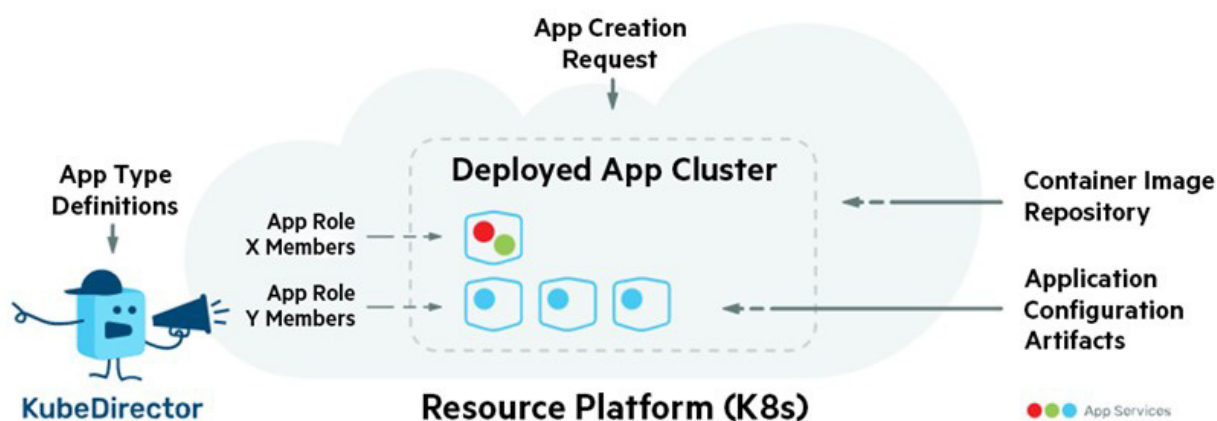 App Creation
Request
Deployed App Cluster
App Type
Definitions
Container Image
Repository
App Role
X Members
App Role
Y Members
Application
Configuration
Artifacts
KubeDirector
Resource Platform (K8s)
App Services